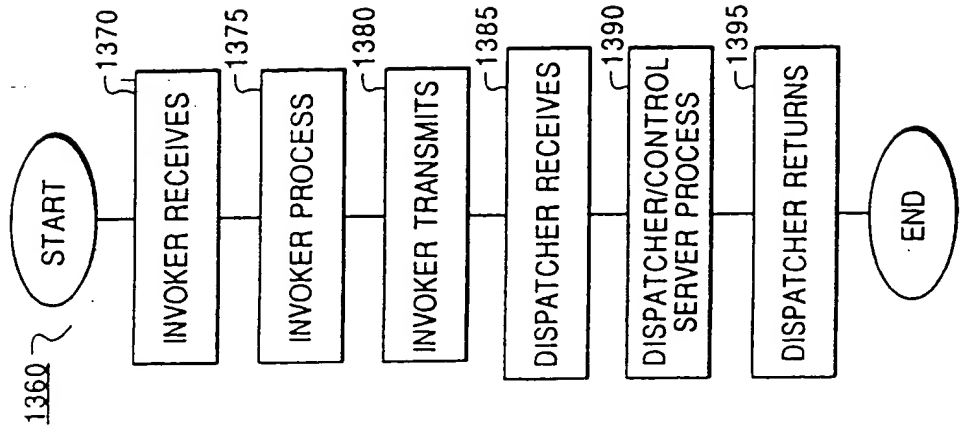 1360
START
1370
INVOKER RECEIVES
1375
INVOKER PROCESS
1380
INVOKER TRANSMITS
1385
DISPATCHER RECEIVES
1390
DISPATCHER/CONTROL
SERVER PROCESS
1395
DISPATCHER RETURNS
END